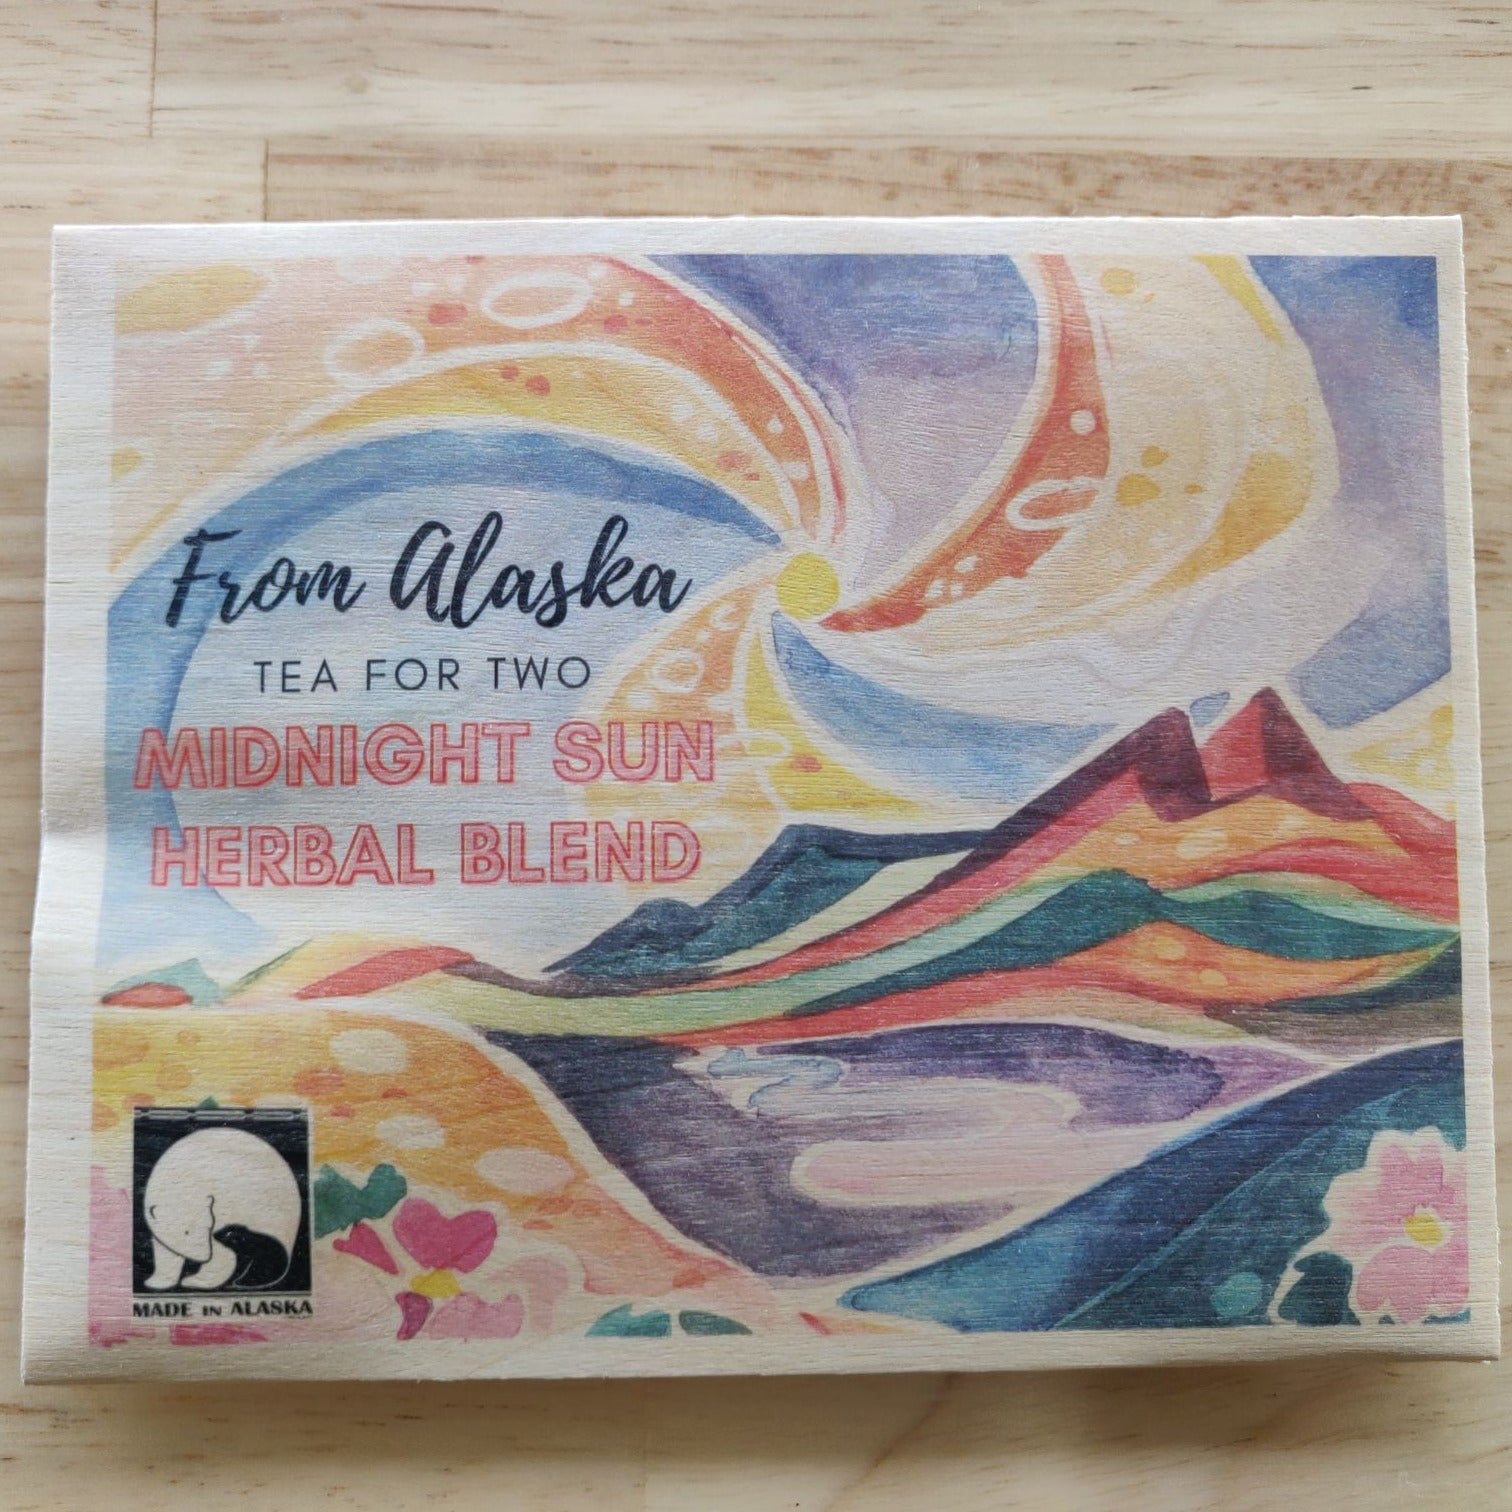 From Alaska
TEA FOR TWO
MIDNIGHT SUN
HERBAL BLEND
MADE IN ALASKA